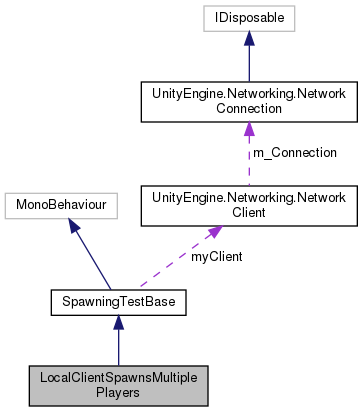 IDisposable
UnityEngine.Networking.Network
Connection
m_Connection
UnityEngine.Networking.Network
Client
MonoBehaviour
myClient
SpawningTestBase
LocalClientSpawnsMultiple
Players